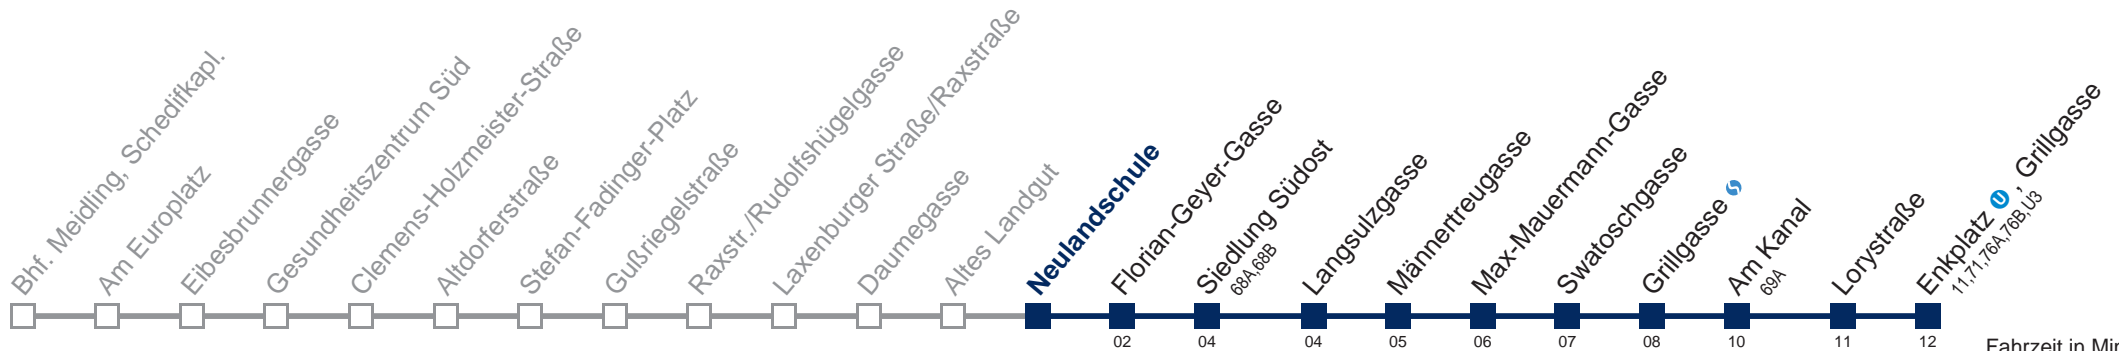 Bhf. Meidling, Schedifkapl.
Am Europlatz
Eibesbrunnergasse
Gesundheitszentrum Süd
Clemens-Holzmeister-Straße
Altdorferstraße
Stefan-Fadinger-Platz
Gußriegelstraße
Raxstr./Rudolfshügelgasse
Laxenburger Straße/Raxstraße
Daumegasse
Altes Landgut
Neulandschule
Florian-Geyer-Gasse
02
Siedlung Südost
68A,68B
04
Langsulzgasse
04
Männertreugasse
05
Max-Mauermann-Gasse
06
Swatoschgasse
07
Grillgasse S
08
Am Kanal
69A
10
Lorystraße
11
Enkplatz U , Grillgasse
11,71,76A,76B,U3
12
Fahrzeit in Min